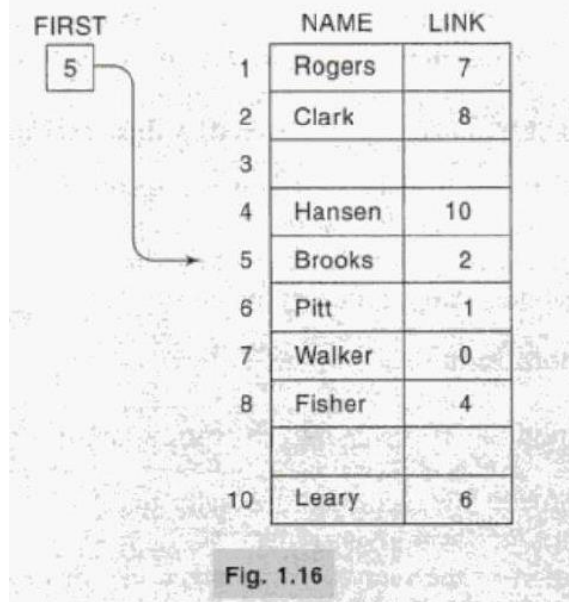 FIRST
5
NAME LINK
1 Rogers 7
2 Clark 8
3
4 Hansen 10
5 Brooks 2
6 Pitt 1
7 Walker 0
8 Fisher 4
10 Leary 6
Fig. 1.16